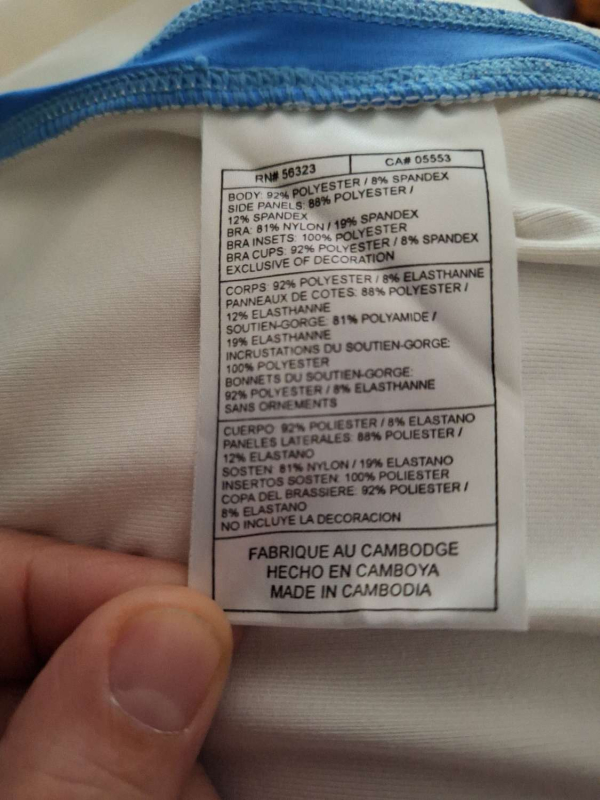 RN# 56323 CA# 05553
BODY: 92% POLYESTER / 8% SPANDEX
SIDE PANELS: 88% POLYESTER /
12% SPANDEX
BRA: 81% NYLON / 19% SPANDEX
BRA INSETS: 100% POLYESTER
BRA CUPS: 92% POLYESTER / 8% SPANDEX
EXCLUSIVE OF DECORATION
CORPS: 92% POLYESTER / 8% ELASTHANNE
PANNEAUX DE COTES: 88% POLYESTER /
12% ELASTHANNE
SOUTIEN-GORGE: 81% POLYAMIDE /
19% ELASTHANNE
INCRUSTATIONS DU SOUTIEN-GORGE:
100% POLYESTER
BONNETS DU SOUTIEN-GORGE:
92% POLYESTER / 8% ELASTHANNE
SANS ORNEMENTS
CUERPO: 92% POLIESTER / 8% ELASTANO
PANELES LATERALES: 88% POLIESTER /
12% ELASTANO
SOSTEN: 81% NYLON / 19% ELASTANO
INSERTOS SOSTEN: 100% POLIESTER
COPA DEL BRASSIERE: 92% POLIESTER /
8% ELASTANO
NO INCLUYE LA DECORACION
FABRIQUE AU CAMBODGE
HECHO EN CAMBOYA
MADE IN CAMBODIA